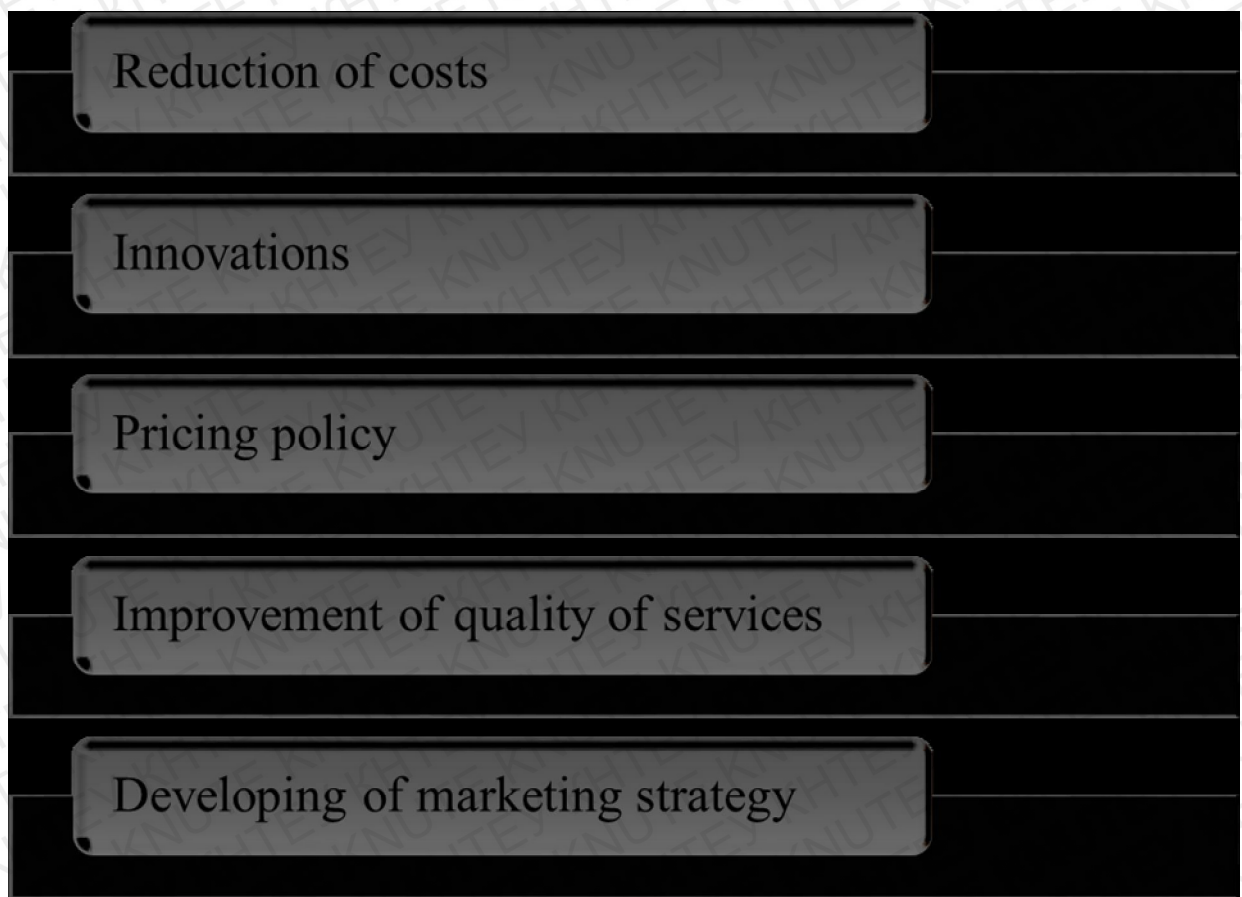 Reduction of costs
Innovations
Pricing policy
Improvement of quality of services
Developing of marketing strategy